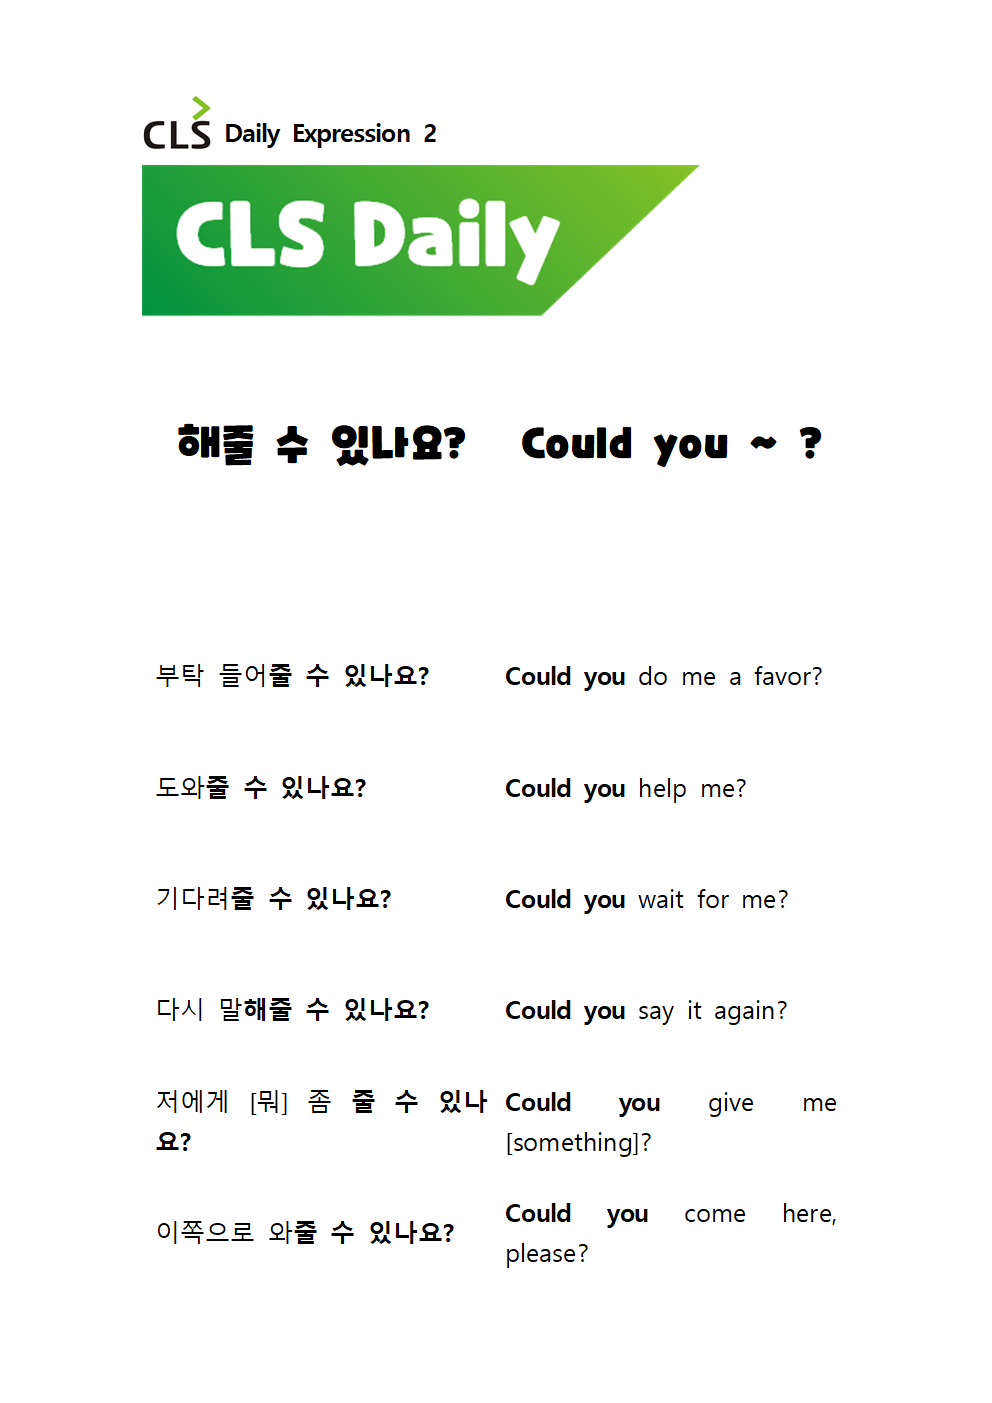 CLS Daily Expression 2
CLS Daily
해줄 수 있나요? Could you ~ ?
부탁 들어줄 수 있나요? Could you do me a favor?
도와줄 수 있나요? Could you help me?
기다려줄 수 있나요? Could you wait for me?
다시 말해줄 수 있나요? Could you say it again?
저에게 [뭐] 좀 줄 수 있나
요?
Could you give me
[something]?
이쪽으로 와줄 수 있나요?
Could you come here,
please?